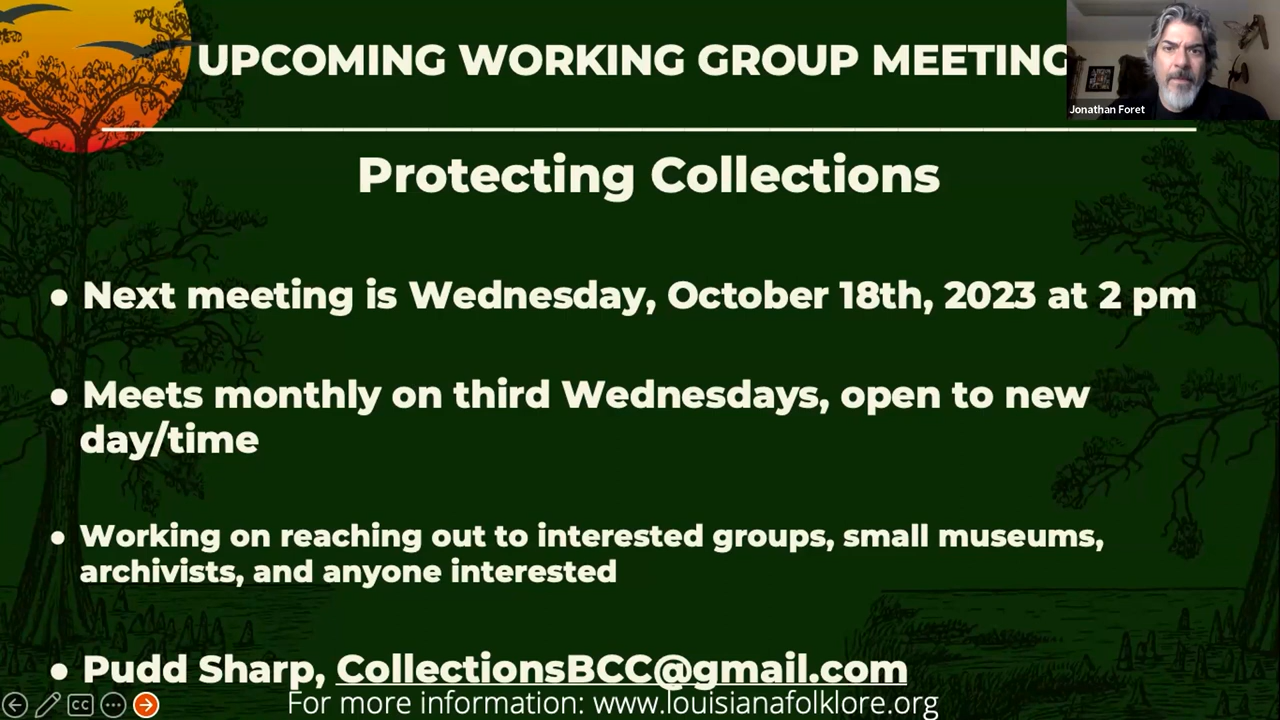 UPCOMING WORKING GROUP MEETING
Jonathan Foret
Protecting Collections
• Next meeting is Wednesday, October 18th, 2023 at 2 pm
• Meets monthly on third Wednesdays, open to new
day/time
• Working on reaching out to interested groups, small museums,
archivists, and anyone interested
• Pudd Sharp, CollectionsBCC@gmail.com
CC
For more information: www.louisianafolklore.org